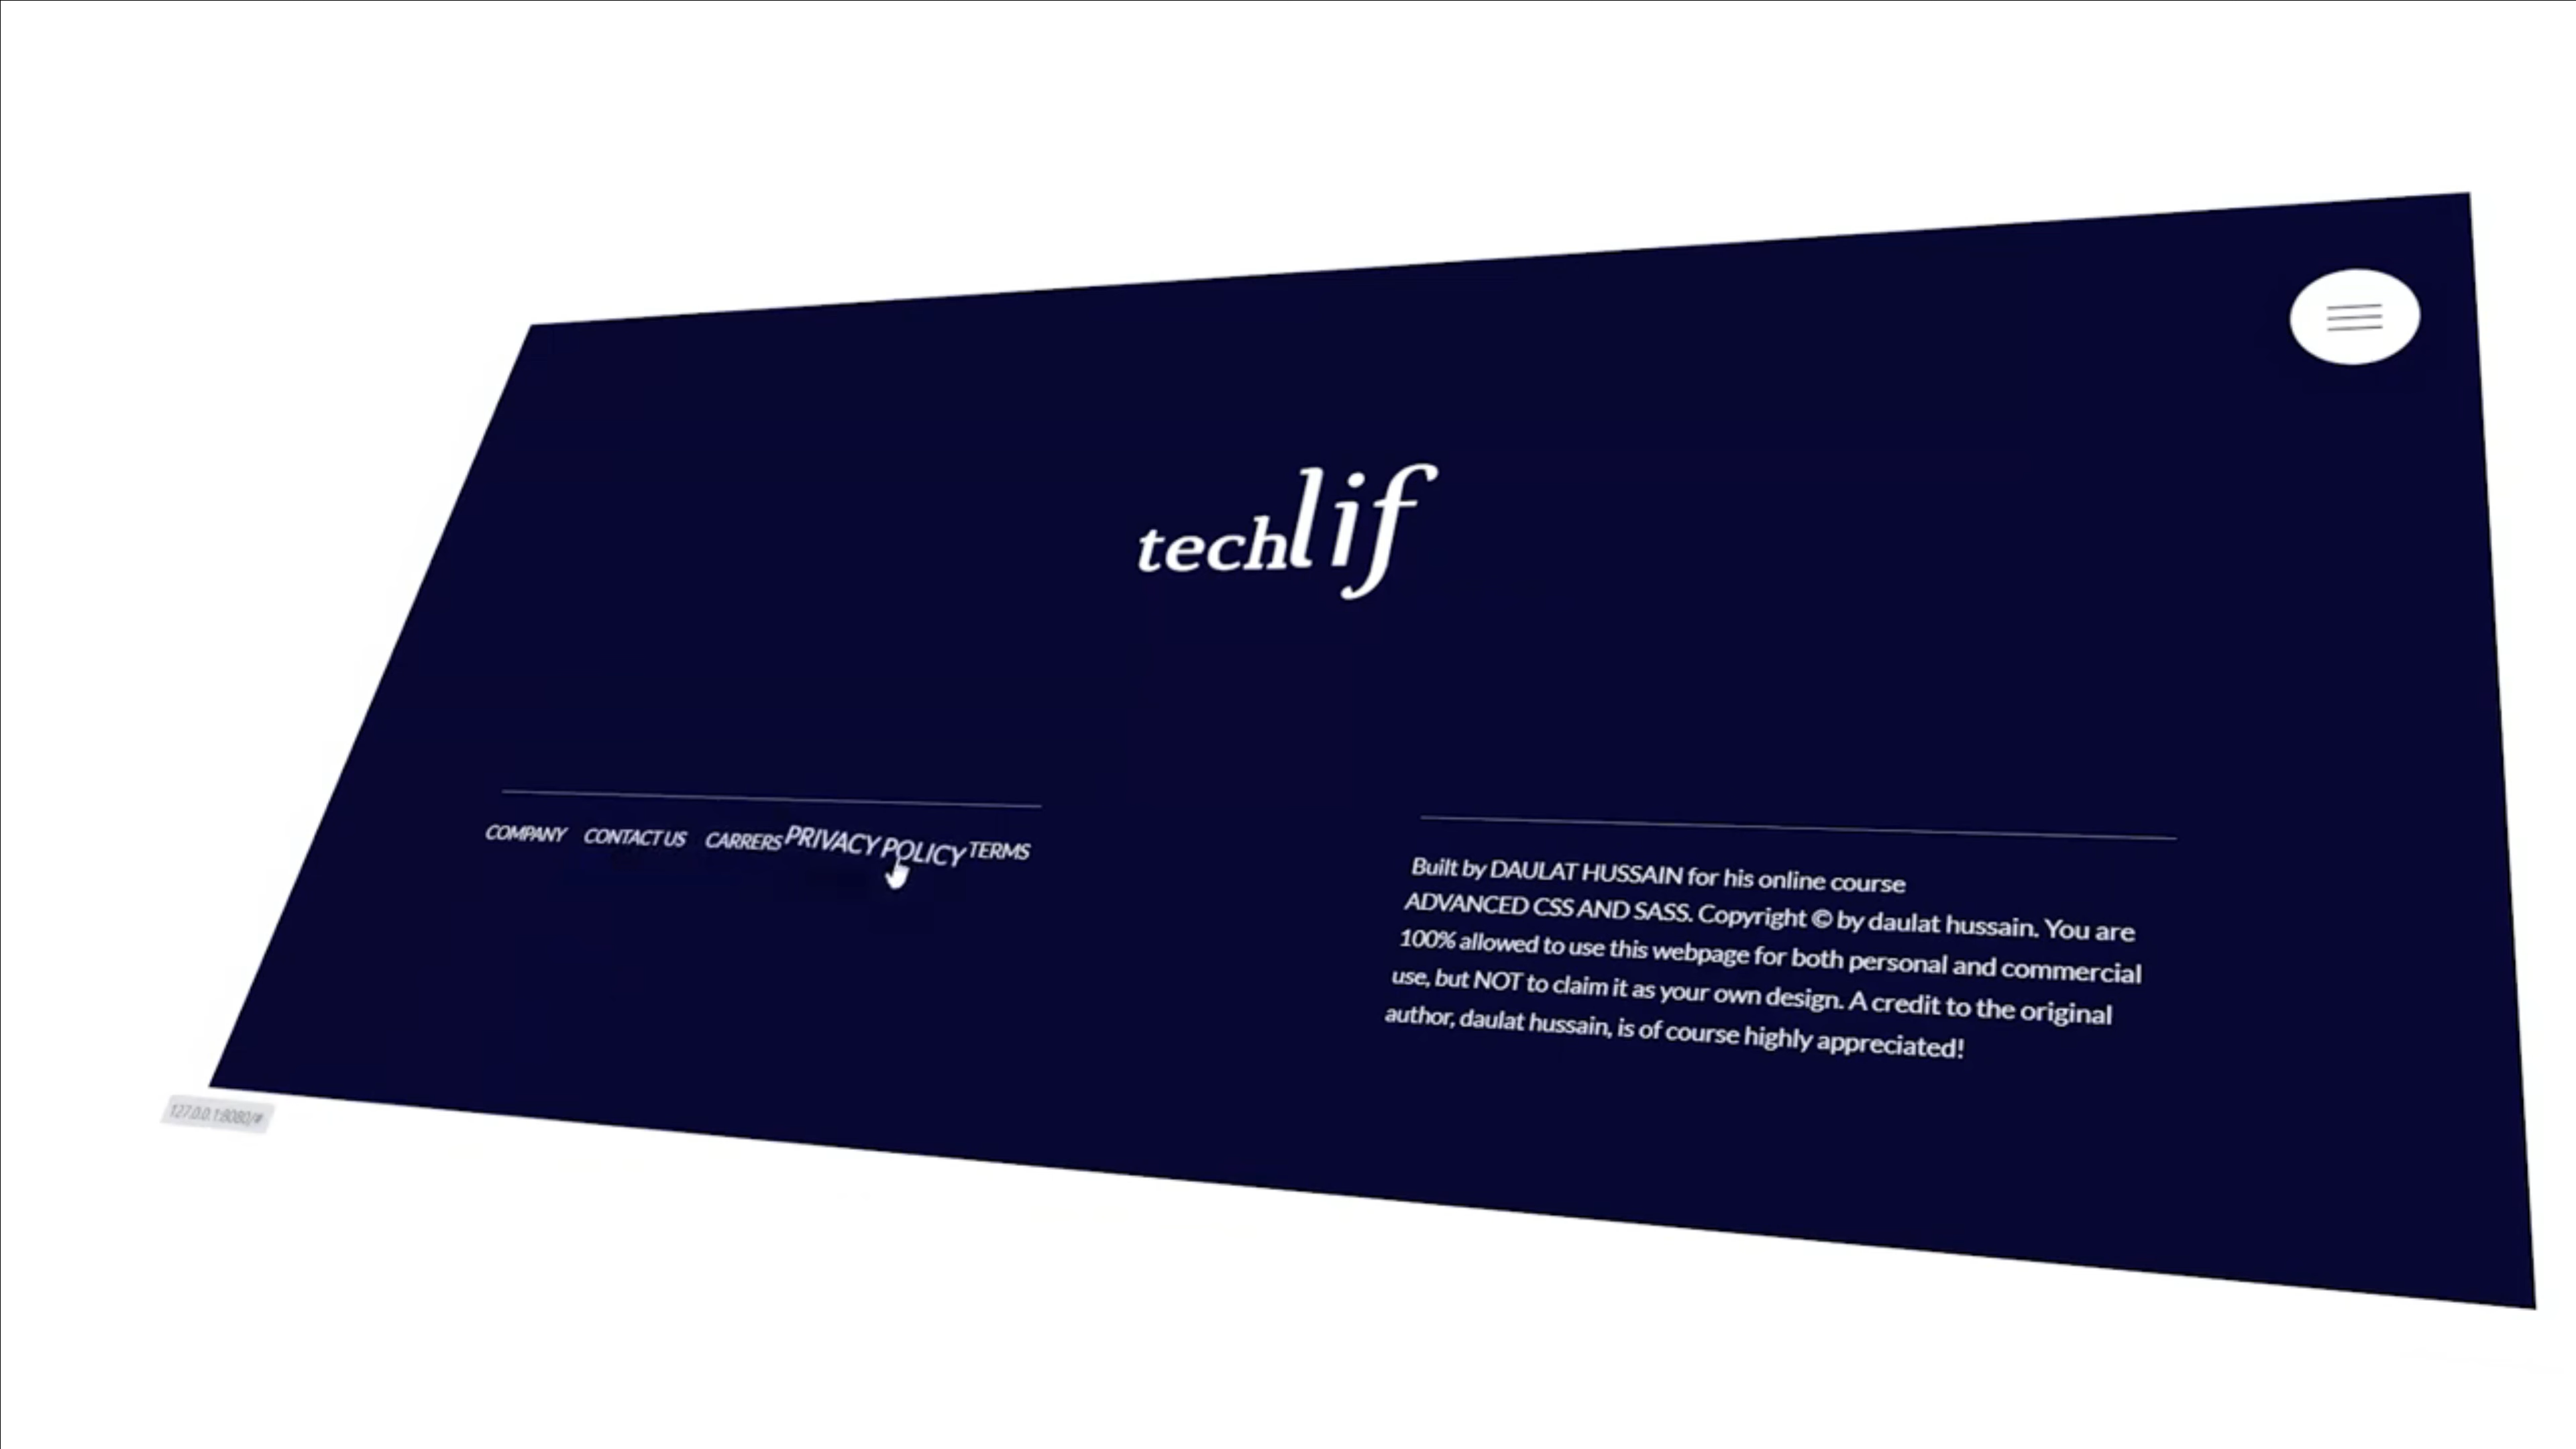 techlif
COMPANY CONTACT US CARRERS PRIVACY POLICY TERMS
Built by DAULAT HUSSAIN for his online course
ADVANCED CSS AND SASS. Copyright © by daulat hussain. You are
100% allowed to use this webpage for both personal and commercial
use, but NOT to claim it as your own design. A credit to the original
author, daulat hussain, is of course highly appreciated!
127.0.0.1:8080/#